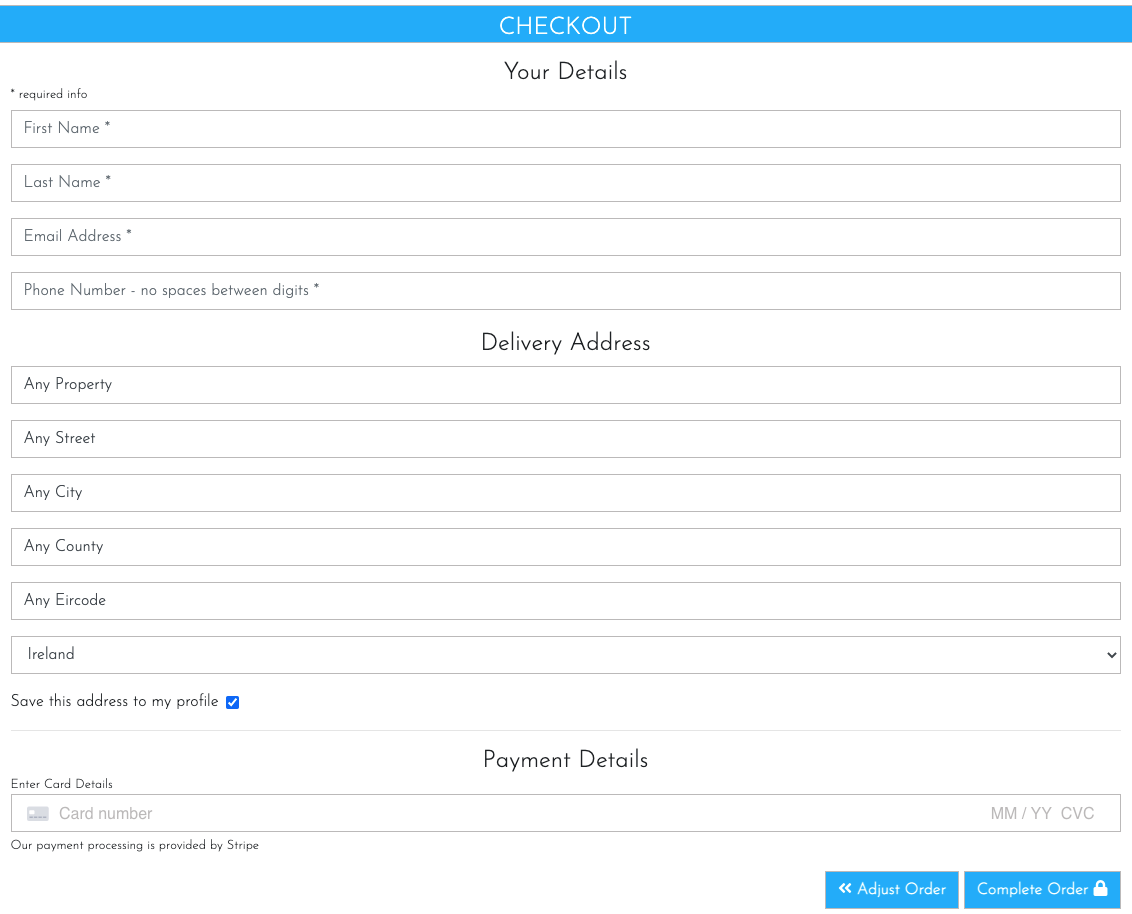 CHECKOUT
Your Details
* required info
First Name *
Last Name *
Email Address *
Phone Number - no spaces between digits *
Delivery Address
Any Property
Any Street
Any City
Any County
Any Eircode
Ireland
Save this address to my profile
Payment Details
Enter Card Details
Card number MM / YY CVC
Our payment processing is provided by Stripe
Adjust Order Complete Order